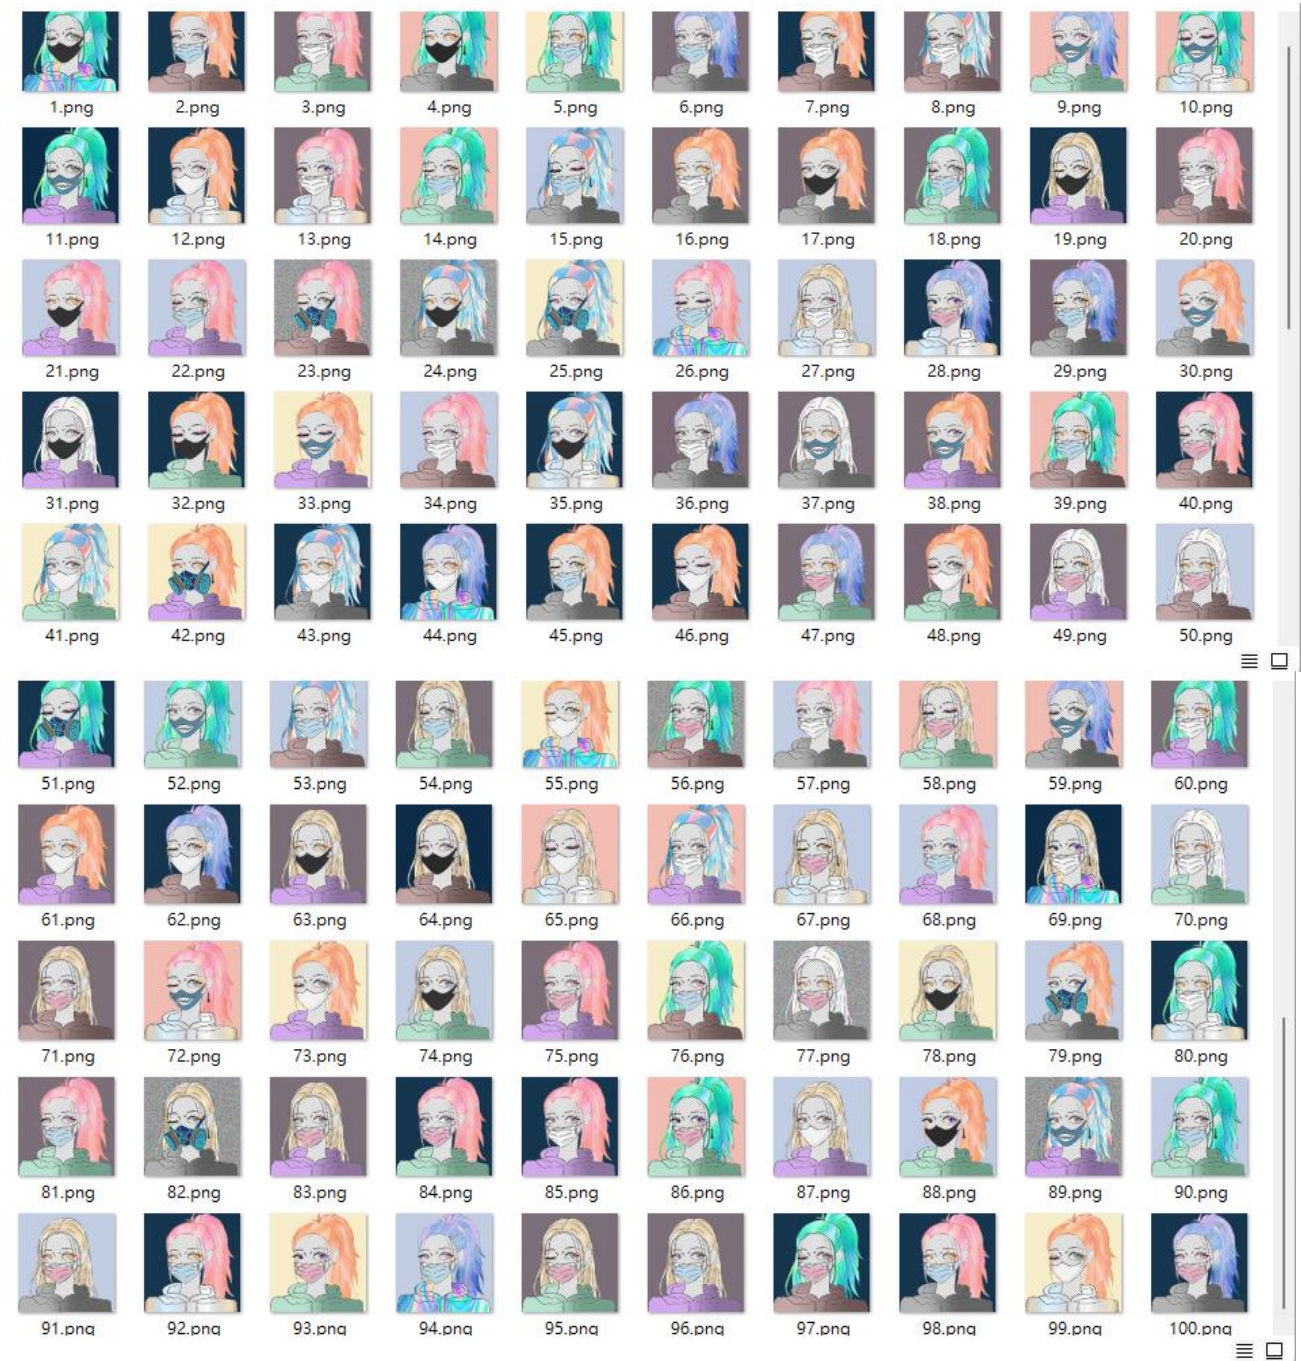 1.png 2.png 3.png 4.png 5.png 6.png 7.png 8.png 9.png 10.png
11.png 12.png 13.png 14.png 15.png 16.png 17.png 18.png 19.png 20.png
21.png 22.png 23.png 24.png 25.png 26.png 27.png 28.png 29.png 30.png
31.png 32.png 33.png 34.png 35.png 36.png 37.png 38.png 39.png 40.png
41.png 42.png 43.png 44.png 45.png 46.png 47.png 48.png 49.png 50.png
51.png 52.png 53.png 54.png 55.png 56.png 57.png 58.png 59.png 60.png
61.png 62.png 63.png 64.png 65.png 66.png 67.png 68.png 69.png 70.png
71.png 72.png 73.png 74.png 75.png 76.png 77.png 78.png 79.png 80.png
81.png 82.png 83.png 84.png 85.png 86.png 87.png 88.png 89.png 90.png
91.png 92.png 93.png 94.png 95.png 96.png 97.png 98.png 99.png 100.png